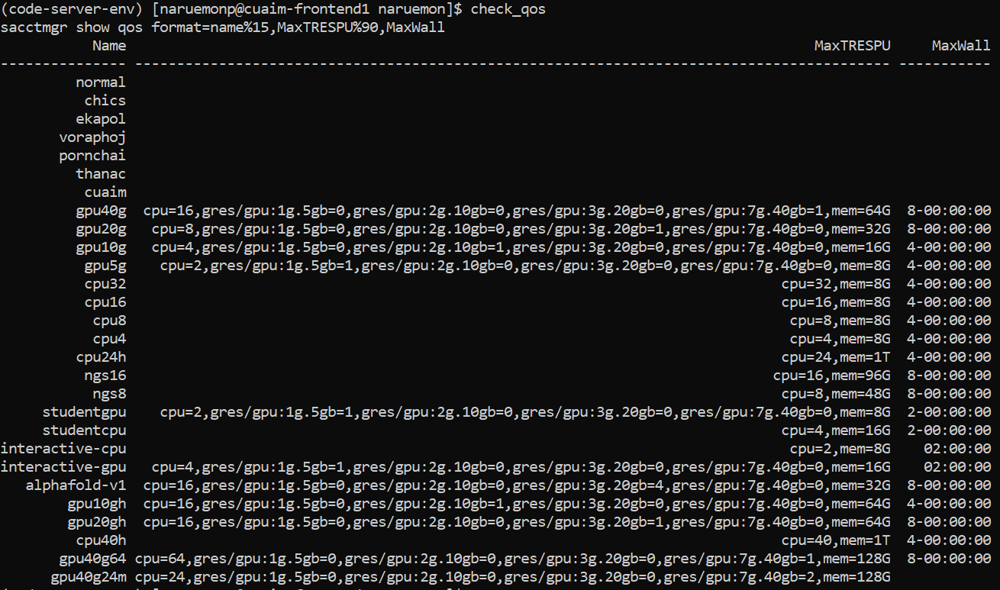 (code-server-env) [naruemonp@cuaim-frontend1 naruemon]$ check_qos
sacctmgr show qos format=name%15,MaxTRESPU%90,MaxWall
Name MaxTRESPU MaxWall
--------------- ------------------------------------------------------------------------------------------ -----------
normal
chics
ekapol
voraphoj
pornchai
thanac
cuaim
gpu40g cpu=16,gres/gpu:1g.5gb=0,gres/gpu:2g.10gb=0,gres/gpu:3g.20gb=0,gres/gpu:7g.40gb=1,mem=64G 8-00:00:00
gpu20g cpu=8,gres/gpu:1g.5gb=0,gres/gpu:2g.10gb=0,gres/gpu:3g.20gb=1,gres/gpu:7g.40gb=0,mem=32G 8-00:00:00
gpu10g cpu=4,gres/gpu:1g.5gb=0,gres/gpu:2g.10gb=1,gres/gpu:3g.20gb=0,gres/gpu:7g.40gb=0,mem=16G 4-00:00:00
gpu5g cpu=2,gres/gpu:1g.5gb=1,gres/gpu:2g.10gb=0,gres/gpu:3g.20gb=0,gres/gpu:7g.40gb=0,mem=8G 4-00:00:00
cpu32 cpu=32,mem=8G 4-00:00:00
cpu16 cpu=16,mem=8G 4-00:00:00
cpu8 cpu=8,mem=8G 4-00:00:00
cpu4 cpu=4,mem=8G 4-00:00:00
cpu24h cpu=24,mem=1T 4-00:00:00
ngs16 cpu=16,mem=96G 8-00:00:00
ngs8 cpu=8,mem=48G 8-00:00:00
studentgpu cpu=2,gres/gpu:1g.5gb=1,gres/gpu:2g.10gb=0,gres/gpu:3g.20gb=0,gres/gpu:7g.40gb=0,mem=8G 2-00:00:00
studentcpu cpu=4,mem=16G 2-00:00:00
interactive-cpu cpu=2,mem=8G 02:00:00
interactive-gpu cpu=4,gres/gpu:1g.5gb=1,gres/gpu:2g.10gb=0,gres/gpu:3g.20gb=0,gres/gpu:7g.40gb=0,mem=16G 02:00:00
alphafold-v1 cpu=16,gres/gpu:1g.5gb=0,gres/gpu:2g.10gb=0,gres/gpu:3g.20gb=4,gres/gpu:7g.40gb=0,mem=32G 8-00:00:00
gpu10gh cpu=16,gres/gpu:1g.5gb=0,gres/gpu:2g.10gb=1,gres/gpu:3g.20gb=0,gres/gpu:7g.40gb=0,mem=64G 4-00:00:00
gpu20gh cpu=16,gres/gpu:1g.5gb=0,gres/gpu:2g.10gb=0,gres/gpu:3g.20gb=1,gres/gpu:7g.40gb=0,mem=64G 8-00:00:00
cpu40h cpu=40,mem=1T 4-00:00:00
gpu40g64 cpu=64,gres/gpu:1g.5gb=0,gres/gpu:2g.10gb=0,gres/gpu:3g.20gb=0,gres/gpu:7g.40gb=1,mem=128G 8-00:00:00
gpu40g24m cpu=24,gres/gpu:1g.5gb=0,gres/gpu:2g.10gb=0,gres/gpu:3g.20gb=0,gres/gpu:7g.40gb=2,mem=128G